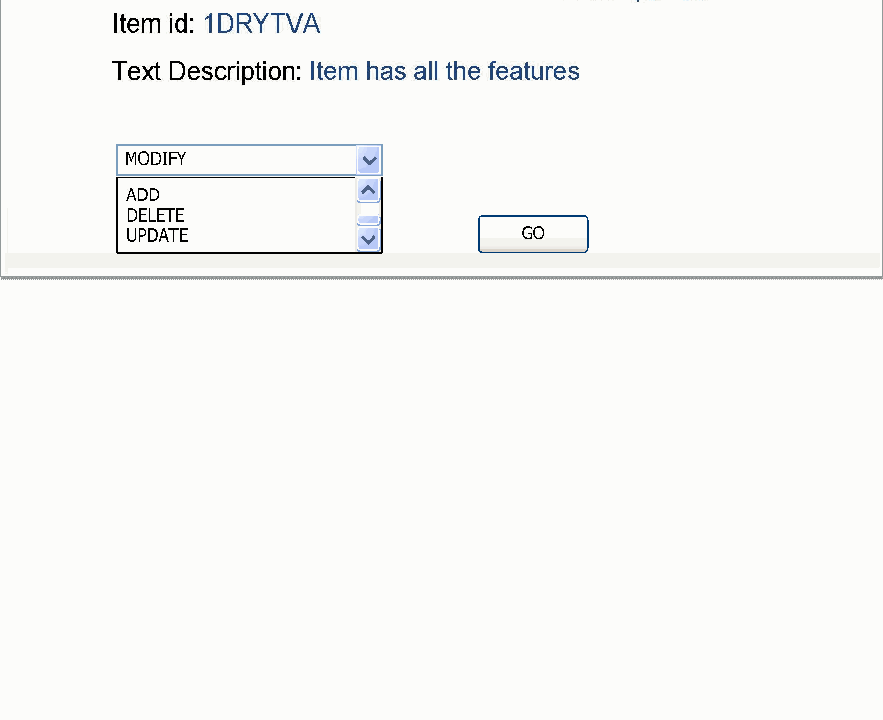 Item id: 1DRYTVA
Text Description: Item has all the features
MODIFY
ADD
DELETE
UPDATE
GO